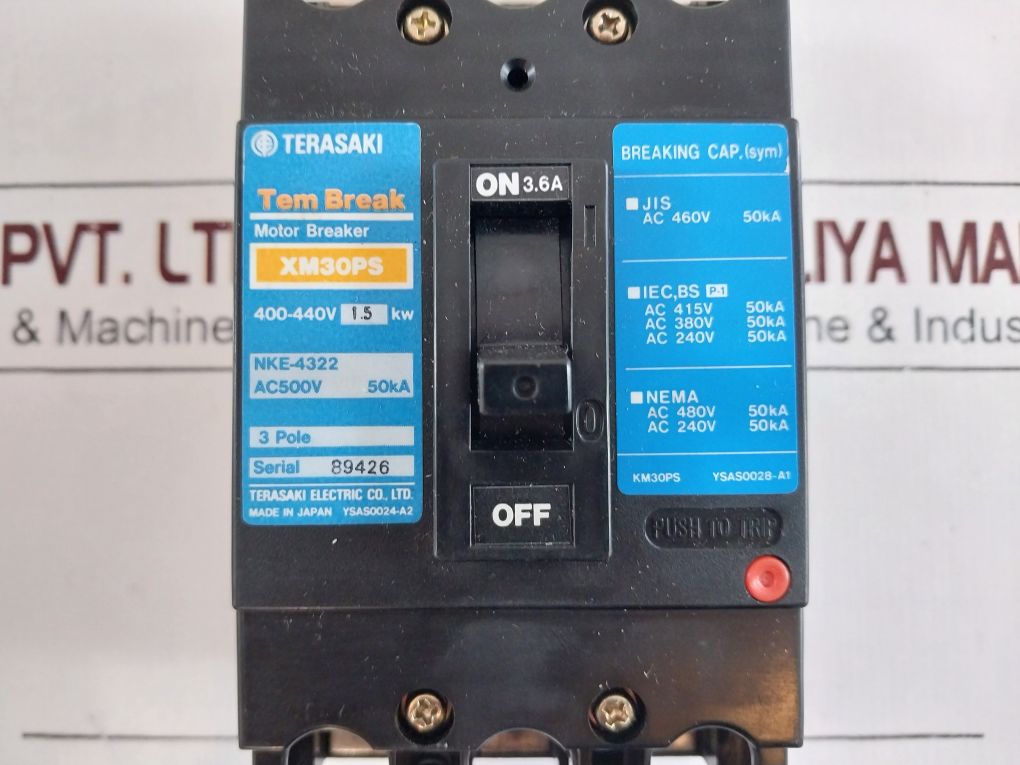 TERASAKI
Tem Break
Motor Breaker
XM30PS
400-440V 1.5 kw
NKE-4322
AC500V 50kA
3 Pole
Serial 89426
TERASAKI ELECTRIC CO., LTD.
MADE IN JAPAN YSAS0024-A2
ON 3.6A
OFF
BREAKING CAP.(sym)
JIS
AC 460V 50kA
IEC,BS P-1
AC 415V 50kA
AC 380V 50kA
AC 240V 50kA
NEMA
AC 480V 50kA
AC 240V 50kA
KM30PS YSAS0028-A1
PUSH TO TRIP
PVT. LT
& Machine
LIYA MA
ne & Indus